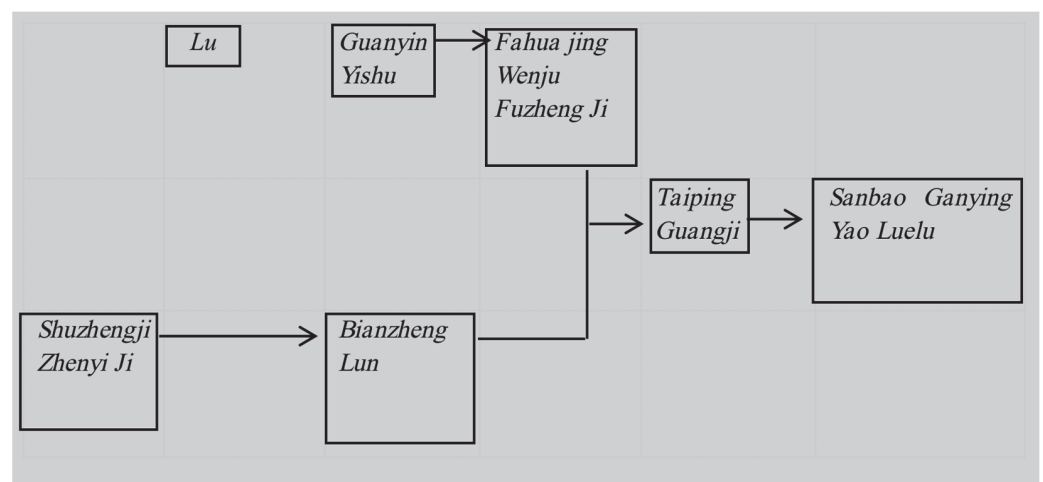 Lu
Guanyin
Yishu
Fahua jing
Wenju
Fuzheng Ji
Taiping
Guangji
Sanbao Ganying
Yao Luelu
Shuzhengji
Zhenyi Ji
Bianzheng
Lun